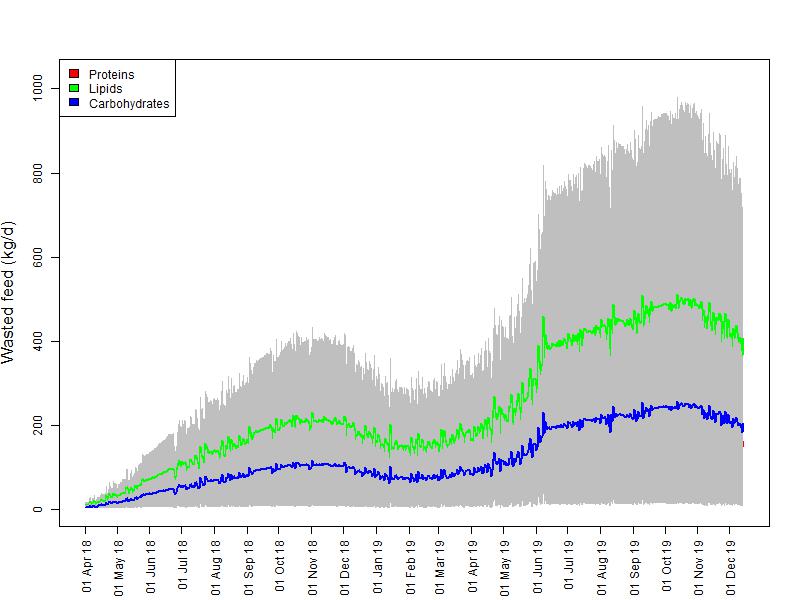 Proteins
Lipids
Carbohydrates
Wasted feed (kg/d)
1000
800
600
400
200
0
01 Apr 18
01 May 18
01 Jun 18
01 Jul 18
01 Aug 18
01 Sep 18
01 Oct 18
01 Nov 18
01 Dec 18
01 Jan 19
01 Feb 19
01 Mar 19
01 Apr 19
01 May 19
01 Jun 19
01 Jul 19
01 Aug 19
01 Sep 19
01 Oct 19
01 Nov 19
01 Dec 19